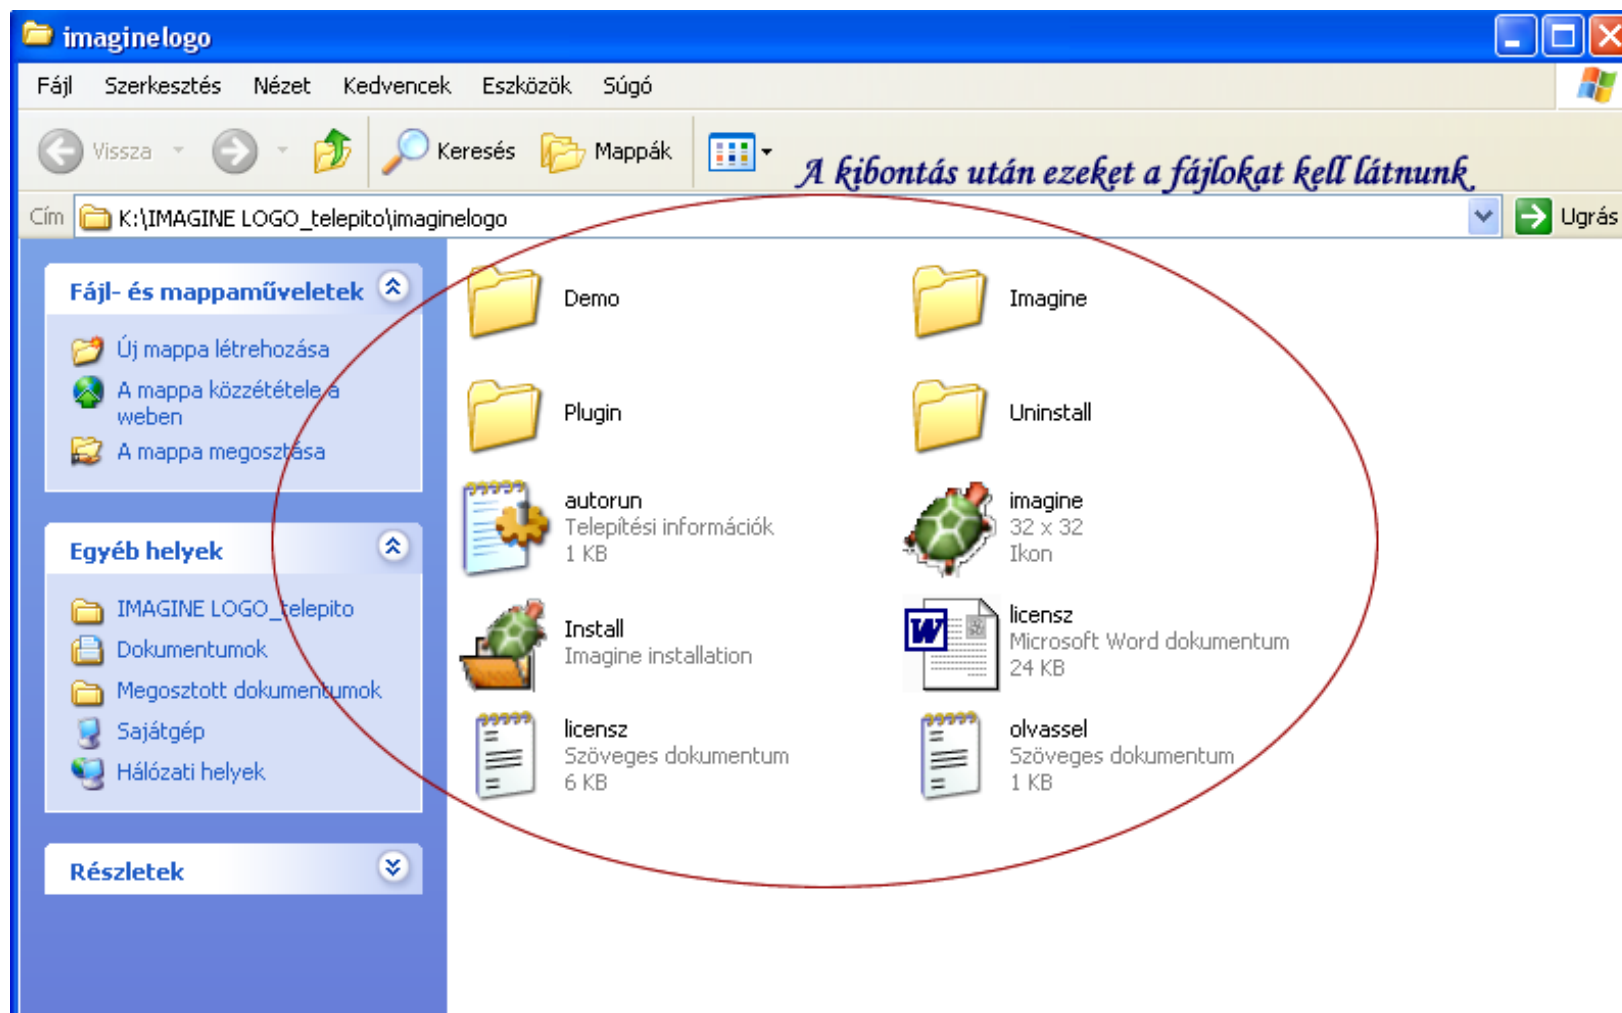 imaginelogo
Fájl Szerkesztés Nézet Kedvencek Eszközök Súgó
Vissza Keresés Mappák
A kibontás után ezeket a fájlokat kell látnunk.
Cím K:\IMAGINE LOGO_telepito\imaginelogo Ugrás
Fájl- és mappaműveletek
Új mappa létrehozása
A mappa közzététele a
weben
A mappa megosztása
Egyéb helyek
IMAGINE LOGO_telepito
Dokumentumok
Megosztott dokumentumok
Sajátgép
Hálózati helyek
Részletek
Demo
Imagine
Plugin
Uninstall
autorun
Telepítési információk
1 KB
imagine
32 x 32
Ikon
Install
Imagine installation
licensz
Microsoft Word dokumentum
24 KB
licensz
Szöveges dokumentum
6 KB
olvassel
Szöveges dokumentum
1 KB